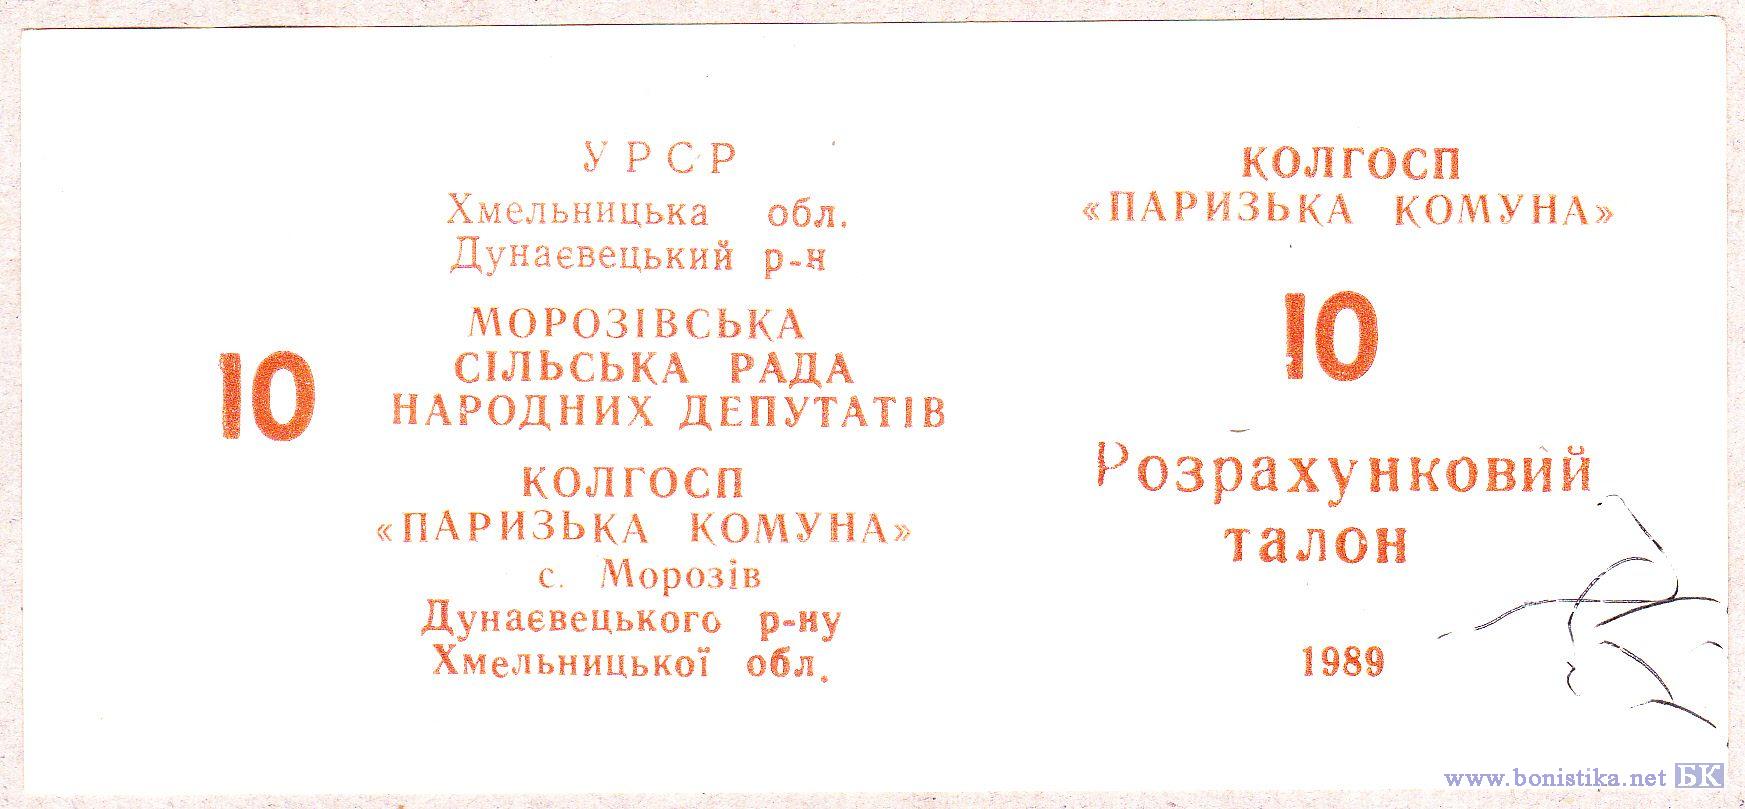 УРСР
Хмельницька обл.
Дунаєвецький р-н
МОРОЗІВСЬКА
СІЛЬСЬКА РАДА
НАРОДНИХ ДЕПУТАТІВ
10
КОЛГОСП
«ПАРИЗЬКА КОМУНА»
с. Морозів
Дунаєвецького р-ну
Хмельницької обл.
КОЛГОСП
«ПАРИЗЬКА КОМУНА»
10
Розрахунковий
талон
1989
www.bonistika.net БК